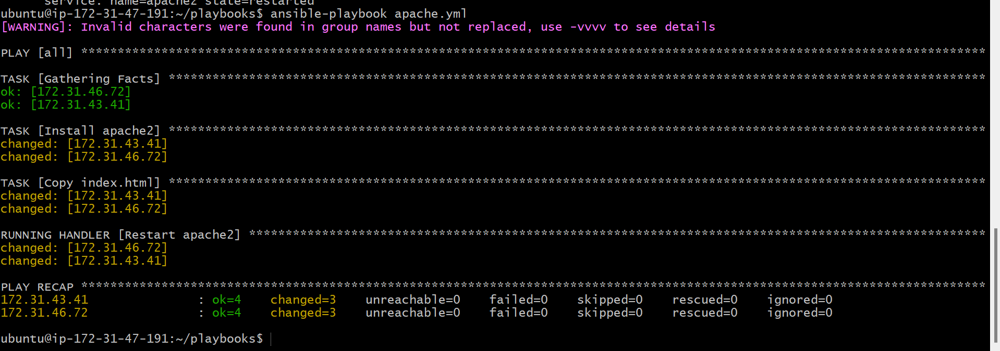 service: name=apache2 state=restarted
ubuntu@ip-172-31-47-191:~/playbooks$ ansible-playbook apache.yml
[WARNING]: Invalid characters were found in group names but not replaced, use -vvvv to see details
PLAY [all] ****************************************************************************************************************************
TASK [Gathering Facts] ****************************************************************************************************************
ok: [172.31.46.72]
ok: [172.31.43.41]
TASK [Install apache2] ****************************************************************************************************************
changed: [172.31.43.41]
changed: [172.31.46.72]
TASK [Copy index.html] ****************************************************************************************************************
changed: [172.31.43.41]
changed: [172.31.46.72]
RUNNING HANDLER [Restart apache2] *****************************************************************************************************
changed: [172.31.46.72]
changed: [172.31.43.41]
PLAY RECAP ****************************************************************************************************************************
172.31.43.41               : ok=4    changed=3    unreachable=0    failed=0    skipped=0    rescued=0    ignored=0
172.31.46.72               : ok=4    changed=3    unreachable=0    failed=0    skipped=0    rescued=0    ignored=0
ubuntu@ip-172-31-47-191:~/playbooks$